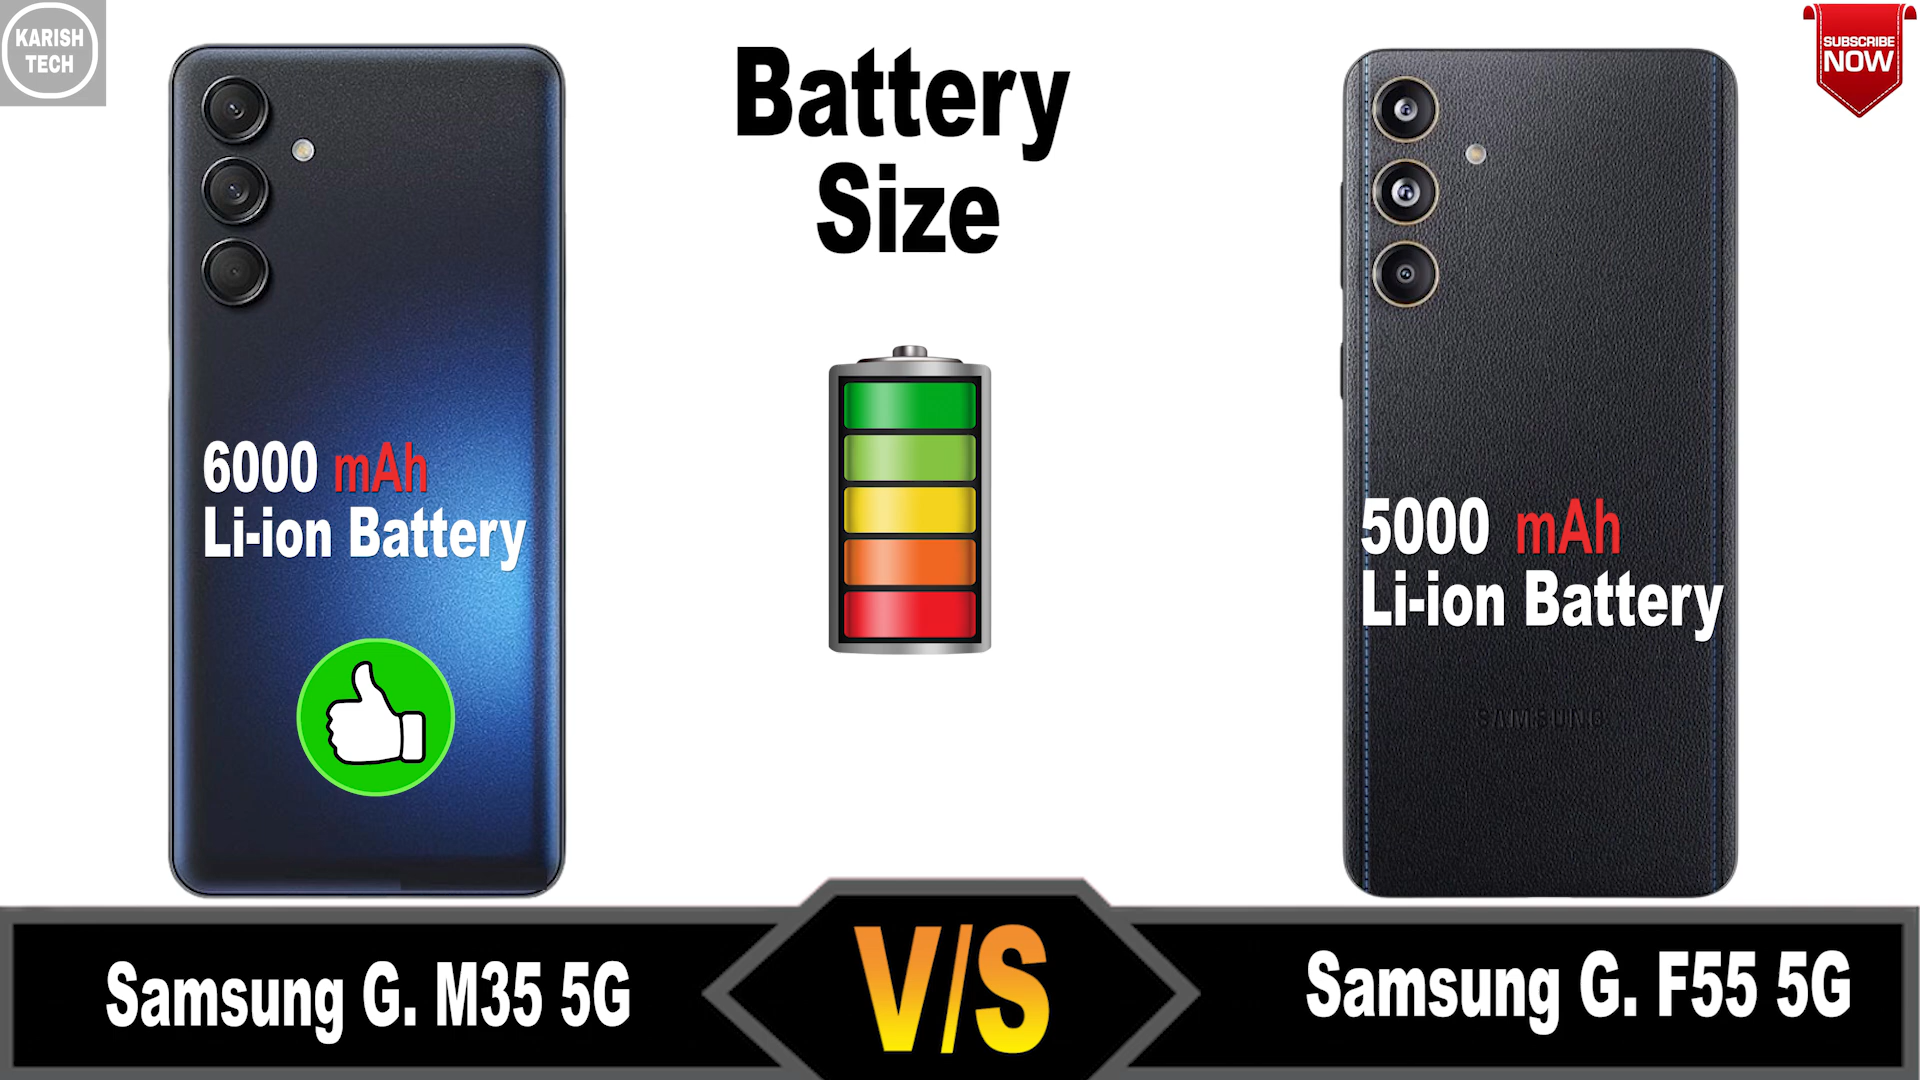 KARISH
TECH
Battery
Size
SUBSCRIBE
NOW
6000 mAh
Li-ion Battery
5000 mAh
Li-ion Battery
SAMSUNG
Samsung G. M35 5G
V/S
Samsung G. F55 5G